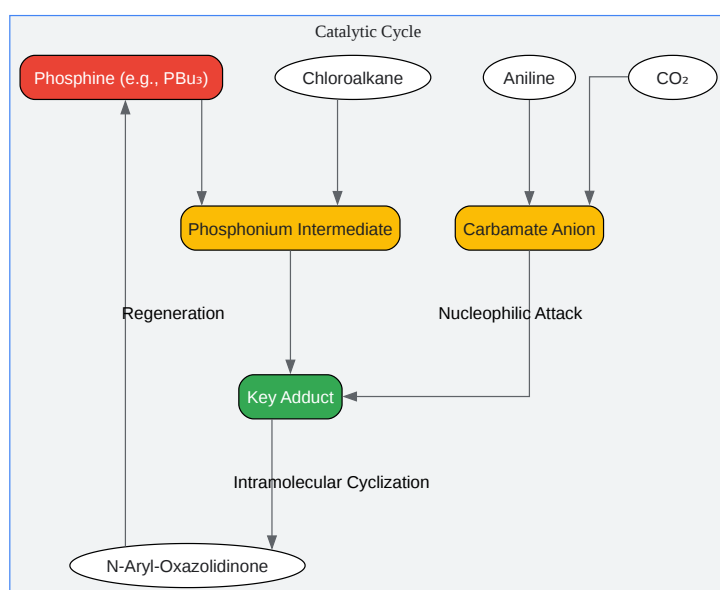 Catalytic Cycle
Phosphine (e.g., PBu₃)
Chloroalkane
Aniline
CO₂
Phosphonium Intermediate
Carbamate Anion
Regeneration
Nucleophilic Attack
Key Adduct
Intramolecular Cyclization
N-Aryl-Oxazolidinone